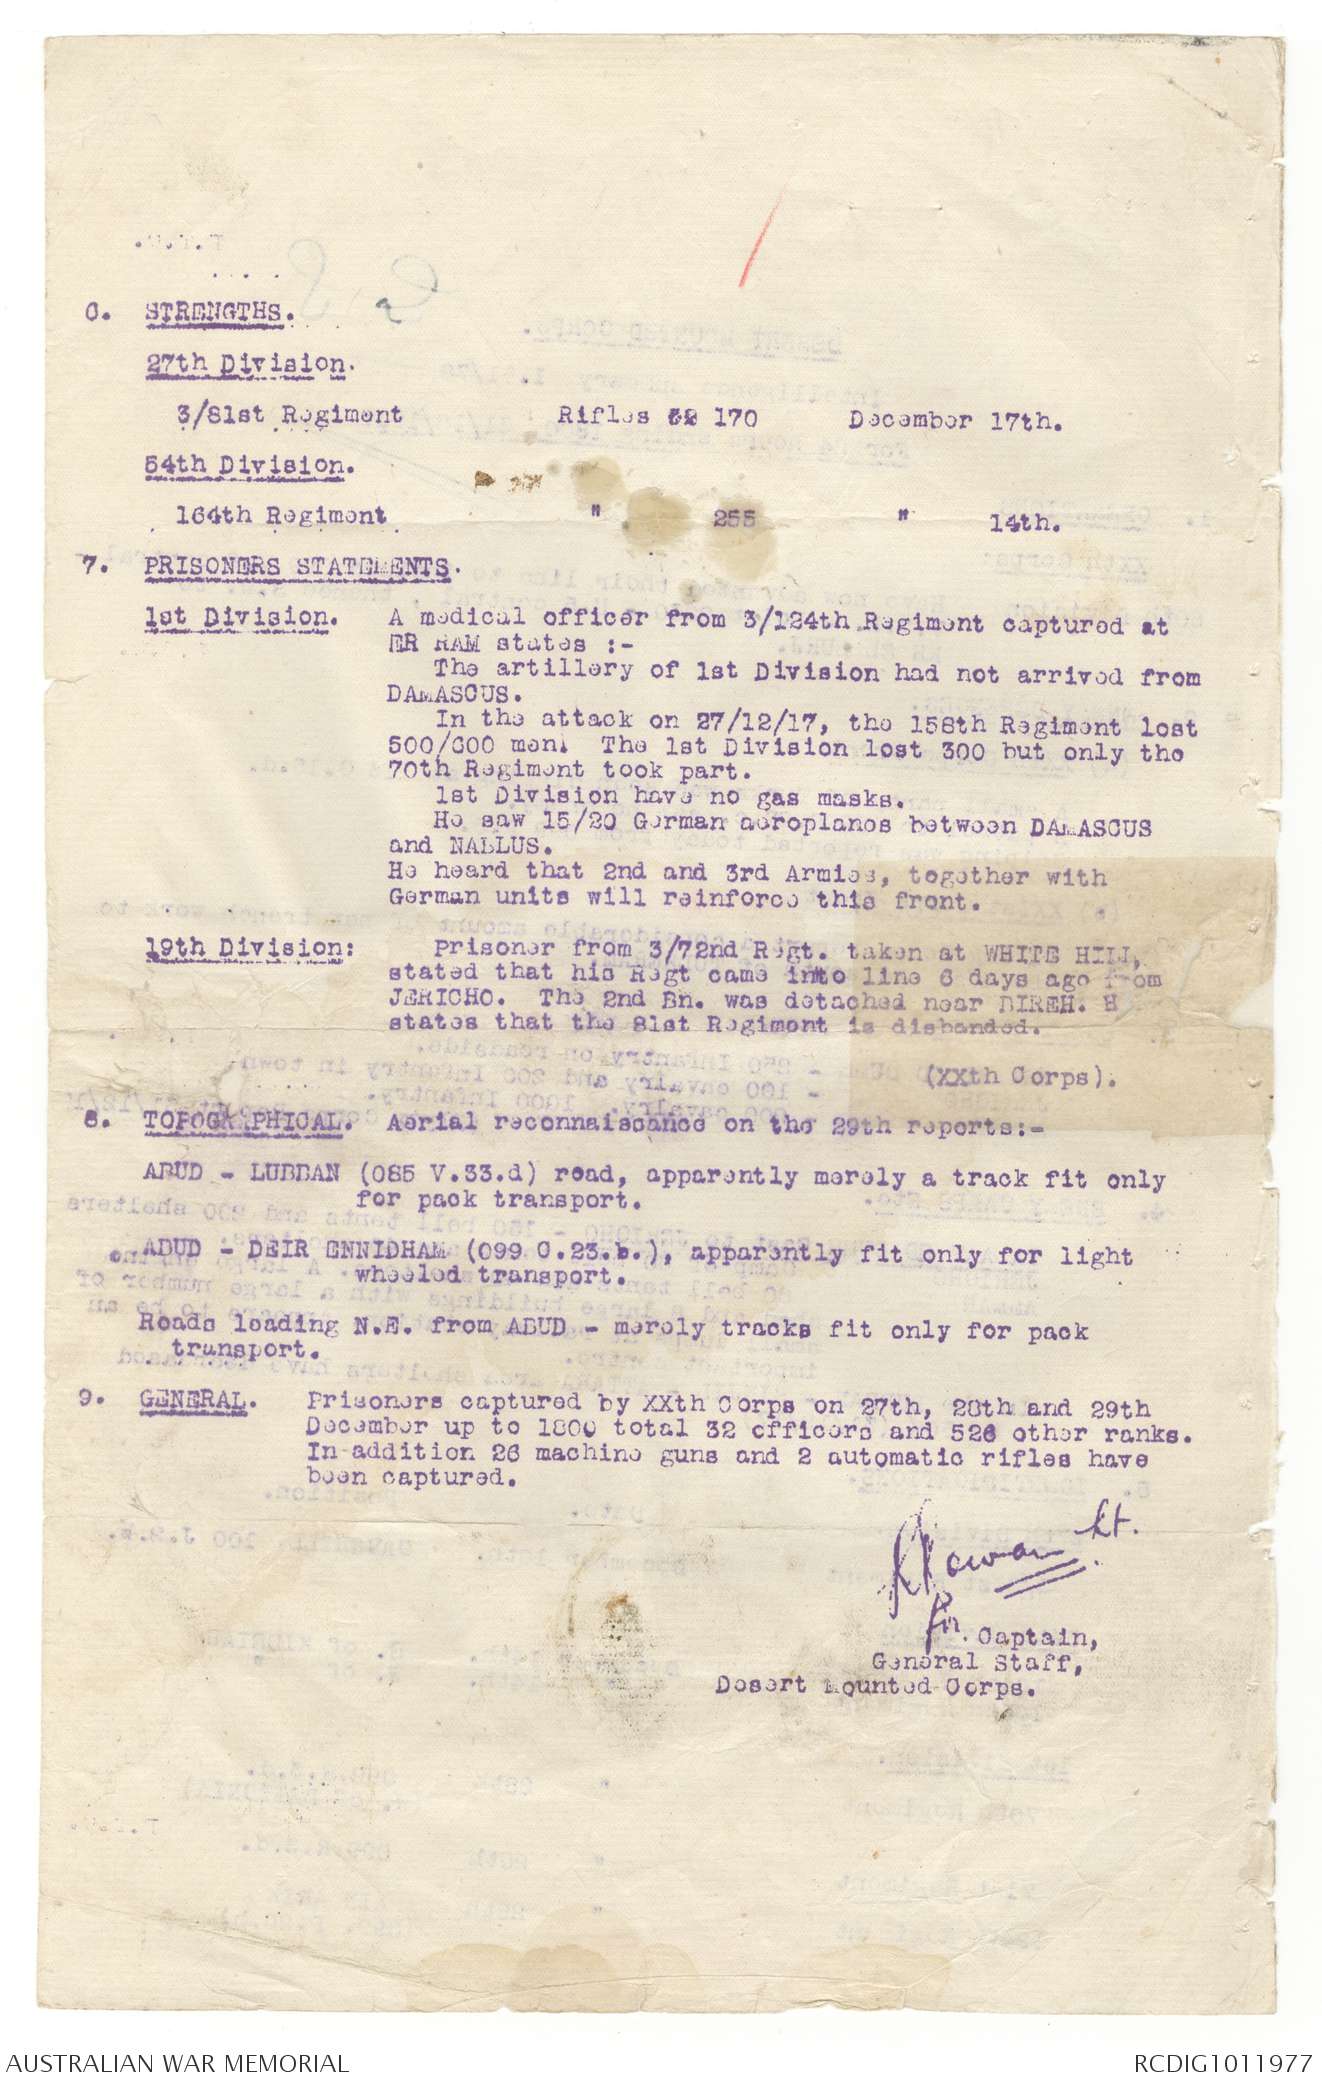 6. STRENGTHS.
27th Division.
3/81st Regiment Rifles 170 December 17th.
54th Division.
164th Regiment " 255 " 14th.
7. PRISONERS STATEMENTS.
1st Division. A medical officer from 3/124th Regiment captured at
ER RAM states :-
The artillery of 1st Division had not arrived from
DAMASCUS.
In the attack on 27/12/17, the 158th Regiment lost
500/600 men. The 1st Division lost 300 but only the
70th Regiment took part.
1st Division have no gas masks.
He saw 15/20 German aeroplanes between DAMASCUS
and NABLUS.
He heard that 2nd and 3rd Armies, together with
German units will reinforce this front.
19th Division: Prisoner from 3/72nd Regt. taken at WHITE HILL,
stated that his Regt came into line 6 days ago from
JERICHO. The 2nd Bn. was detached near BIREH. H
states that the 81st Regiment is disbanded.
(XXth Corps).
8. TOPOGRAPHICAL. Aerial reconnaissance on the 29th reports:-
ABUD - LUBBAN (085 V.33.d) road, apparently merely a track fit only
for pack transport.
ABUD - DEIR ENNIDHAM (099 C.23.b.), apparently fit only for light
wheeled transport.
Roads leading N.E. from ABUD - merely tracks fit only for pack
transport.
9. GENERAL. Prisoners captured by XXth Corps on 27th, 28th and 29th
December up to 1800 total 32 officers and 526 other ranks.
In addition 26 machine guns and 2 automatic rifles have
been captured.
Lt.
for Captain,
General Staff,
Desert Mounted Corps.
AUSTRALIAN WAR MEMORIAL RCDIG1011977